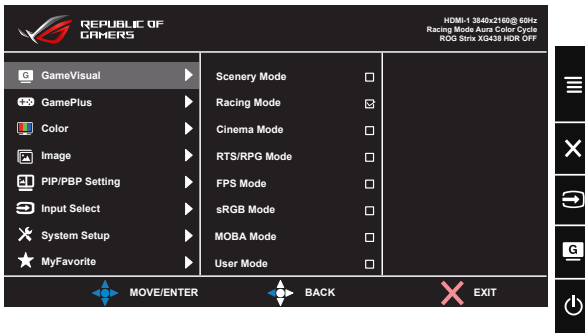 REPUBLIC OF
GAMERS
HDMI-1 3840x2160@ 60Hz
Racing Mode Aura Color Cycle
ROG Strix XG438 HDR OFF
G GameVisual
GamePlus
Color
Image
PIP/PBP Setting
Input Select
System Setup
MyFavorite
Scenery Mode
Racing Mode
Cinema Mode
RTS/RPG Mode
FPS Mode
sRGB Mode
MOBA Mode
User Mode
MOVE/ENTER
BACK
EXIT
G